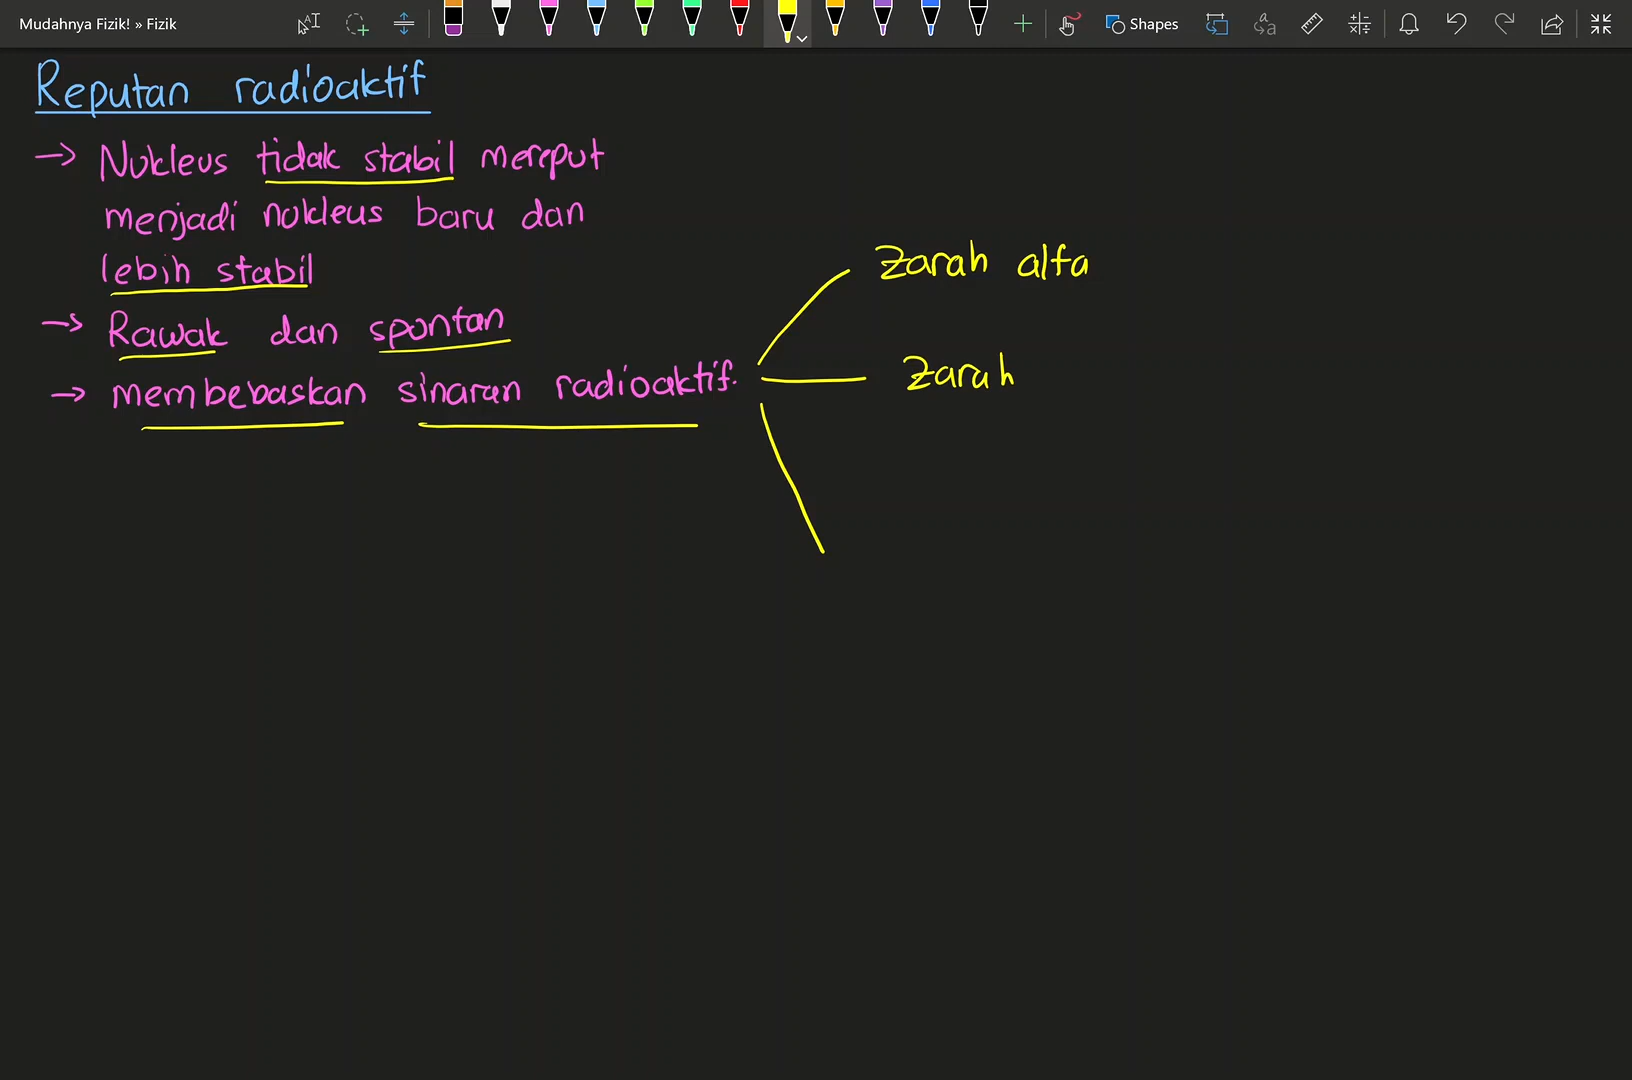 Mudahnya Fizik! » Fizik
Shapes
Reputan radioaktif
→ Nukleus tidak stabil mereput
menjadi nukleus baru dan
lebih stabil
→ Rawak dan spontan
→ membebaskan sinaran radioaktif.
Zarah alfa
Zarah